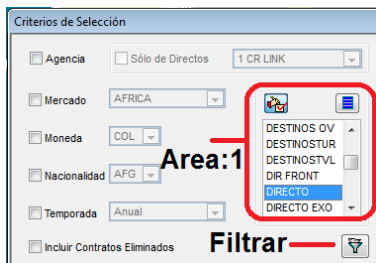 Criterios de Selección
Agencia
Sólo de Directos
1 CR LINK
Mercado
AFRICA
Moneda
COL
Nacionalidad
AFG
Temporada
Anual
Incluir Contratos Eliminados
DESTINOS OV
DESTINOSTUR
DESTINOSTVL
DIR FRONT
DIRECTO
DIRECTO EXO
Area:1
Filtrar